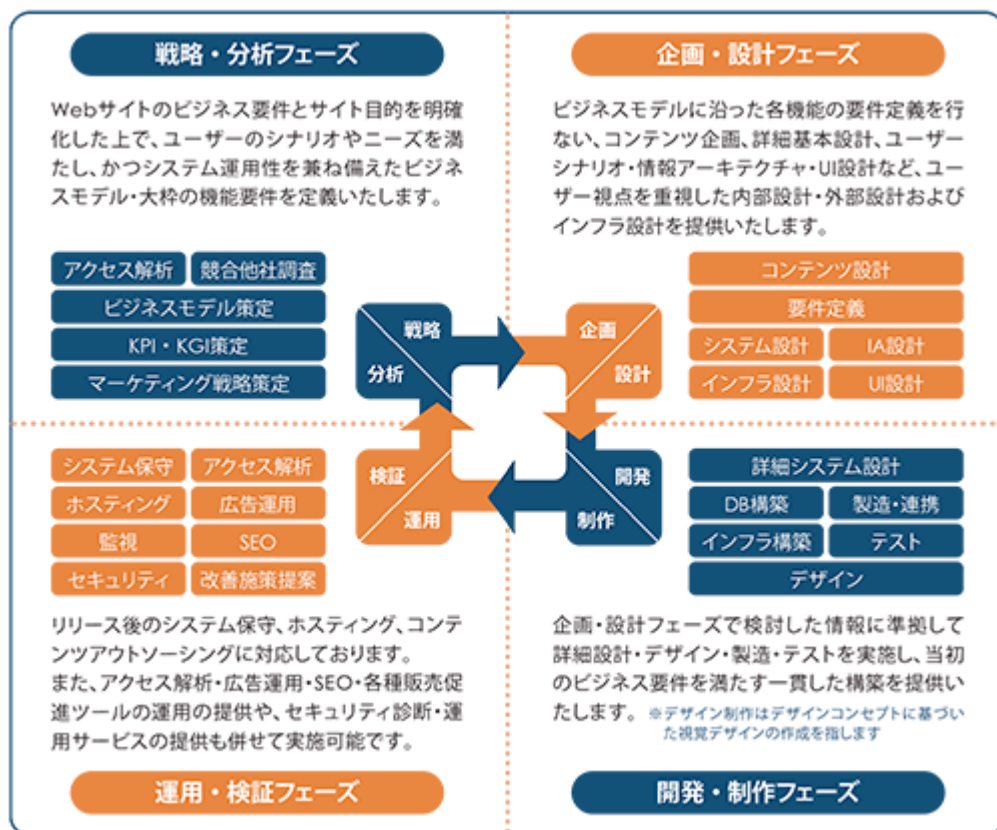 戦略・分析フェーズ
Webサイトのビジネス要件とサイト目的を明確
化した上で、ユーザーのシナリオやニーズを満
たし、かつシステム運用性を兼ね備えたビジネ
スモデル・大枠の機能要件を定義いたします。
アクセス解析 競合他社調査
ビジネスモデル策定
KPI・KGI策定
マーケティング戦略策定
戦略
分析
企画・設計フェーズ
ビジネスモデルに沿った各機能の要件定義を行
ない、コンテンツ企画、詳細基本設計、ユーザー
シナリオ・情報アーキテクチャ・UI設計など、ユー
ザー視点を重視した内部設計・外部設計および
インフラ設計を提供いたします。
企画
設計
コンテンツ設計
要件定義
システム設計 IA設計
インフラ設計 UI設計
システム保守 アクセス解析
ホスティング 広告運用
監視 SEO
セキュリティ 改善施策提案
検証
運用
リリース後のシステム保守、ホスティング、コンテ
ンツアウトソーシングに対応しております。
また、アクセス解析・広告運用・SEO・各種販売促
進ツールの運用の提供や、セキュリティ診断・運
用サービスの提供も併せて実施可能です。
運用・検証フェーズ
開発
制作
詳細システム設計
DB構築 製造・連携
インフラ構築 テスト
デザイン
企画・設計フェーズで検討した情報に準拠して
詳細設計・デザイン・製造・テストを実施し、当初
のビジネス要件を満たす一貫した構築を提供い
たします。 ※デザイン制作はデザインコンセプトに基づい
た視覚デザインの作成を指します
開発・制作フェーズ